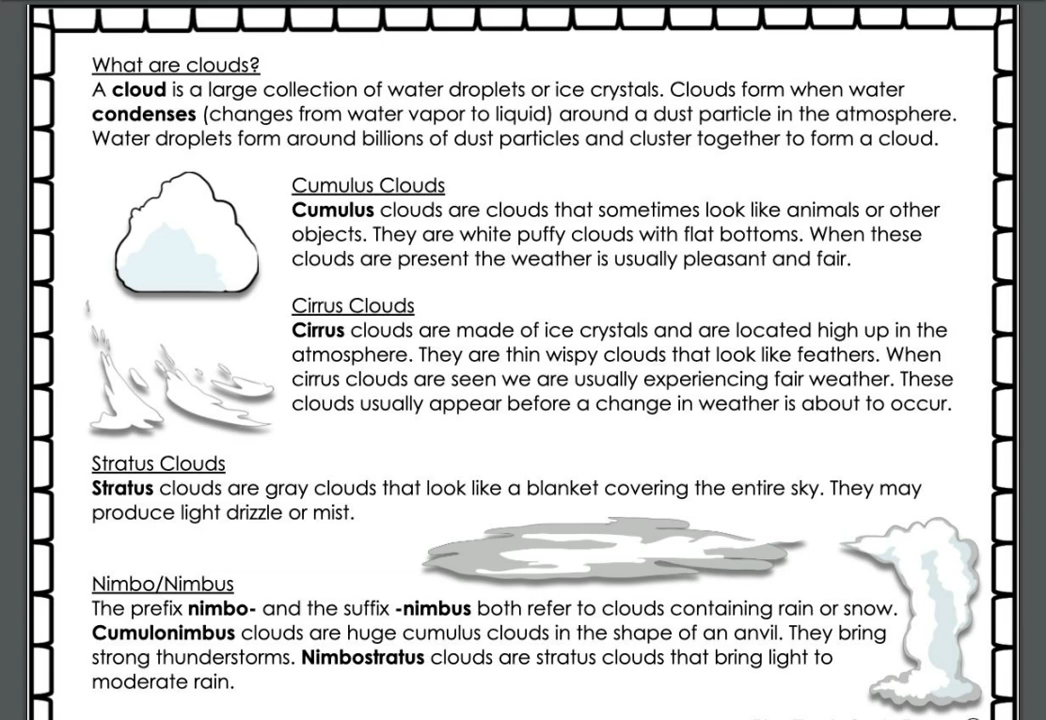 What are clouds?
A cloud is a large collection of water droplets or ice crystals. Clouds form when water
condenses (changes from water vapor to liquid) around a dust particle in the atmosphere.
Water droplets form around billions of dust particles and cluster together to form a cloud.
Cumulus Clouds
Cumulus clouds are clouds that sometimes look like animals or other
objects. They are white puffy clouds with flat bottoms. When these
clouds are present the weather is usually pleasant and fair.
Cirrus Clouds
Cirrus clouds are made of ice crystals and are located high up in the
atmosphere. They are thin wispy clouds that look like feathers. When
cirrus clouds are seen we are usually experiencing fair weather. These
clouds usually appear before a change in weather is about to occur.
Stratus Clouds
Stratus clouds are gray clouds that look like a blanket covering the entire sky. They may
produce light drizzle or mist.
Nimbo/Nimbus
The prefix nimbo- and the suffix -nimbus both refer to clouds containing rain or snow.
Cumulonimbus clouds are huge cumulus clouds in the shape of an anvil. They bring
strong thunderstorms. Nimbostratus clouds are stratus clouds that bring light to
moderate rain.